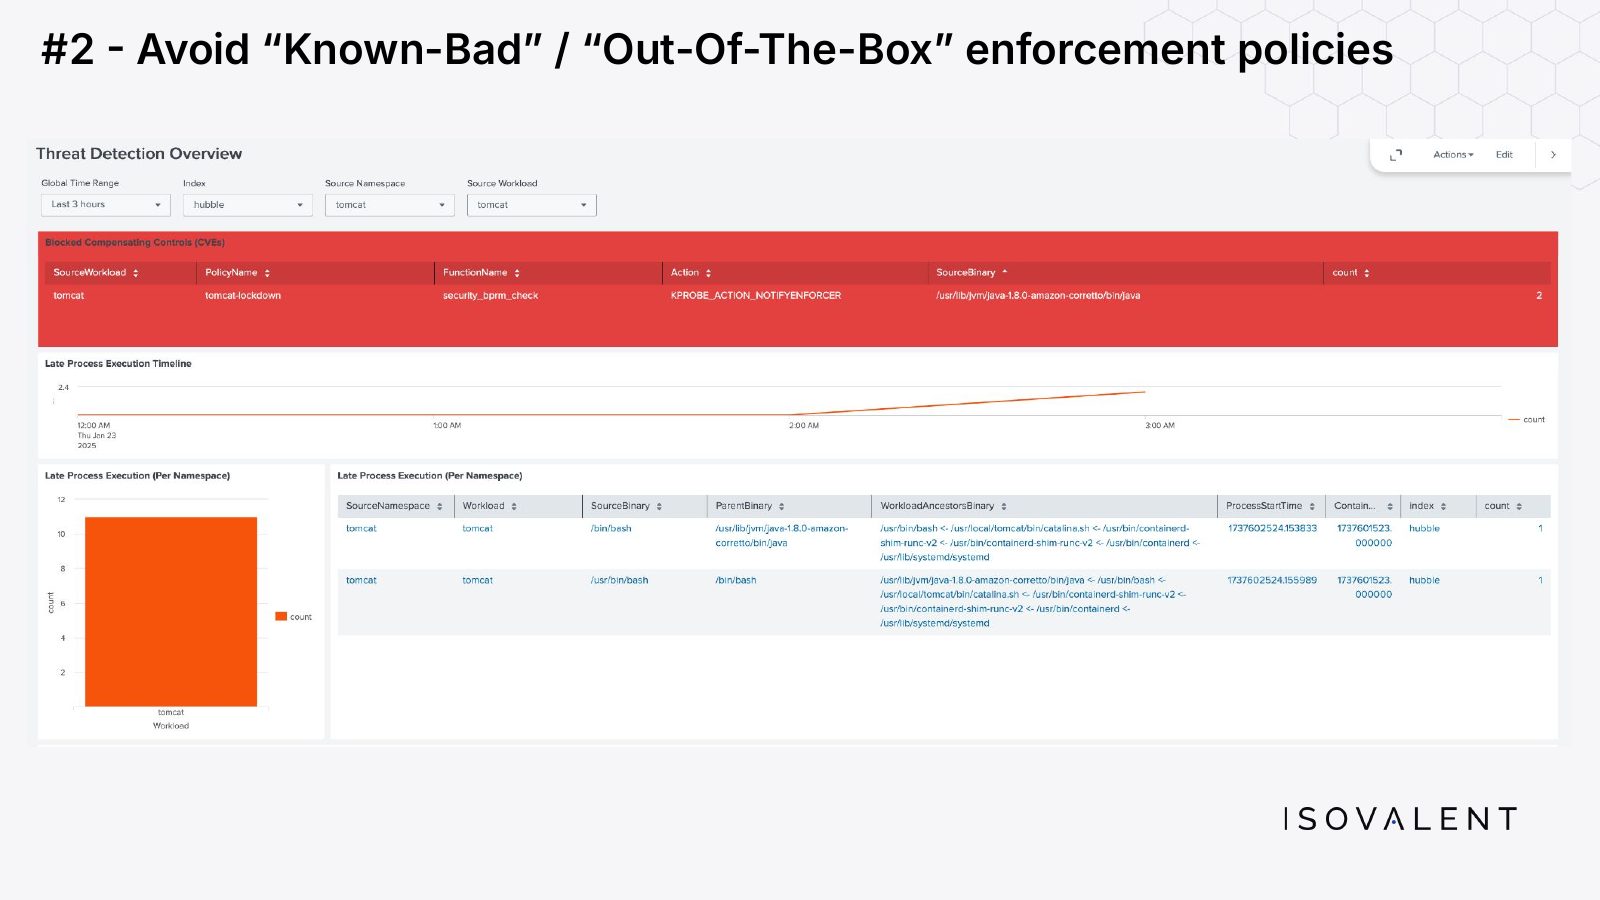 #2 - Avoid “Known-Bad” / “Out-Of-The-Box” enforcement policies
Threat Detection Overview
Actions Edit
Global Time Range Index Source Namespace Source Workload
Last 3 hours hubble tomcat tomcat
Blocked Compensating Controls (CVEs)
SourceWorkload PolicyName FunctionName Action SourceBinary count
tomcat tomcat-lockdown security_bprm_check KPROBE_ACTION_NOTIFYENFORCER /usr/lib/jvm/java-1.8.0-amazon-corretto/bin/java 2
Late Process Execution Timeline
2.4
12:00 AM 1:00 AM 2:00 AM 3:00 AM
Thu Jan 23
2025
count
Late Process Execution (Per Namespace)
12
10
8
6
4
2
count
tomcat
Workload
count
Late Process Execution (Per Namespace)
SourceNamespace Workload SourceBinary ParentBinary WorkloadAncestorsBinary ProcessStartTime Contain... index count
tomcat tomcat /bin/bash /usr/lib/jvm/java-1.8.0-amazon- /usr/bin/bash <- /usr/local/tomcat/bin/catalina.sh <- /usr/bin/containerd- 1737602524.153833 1737601523. hubble 1
corretto/bin/java shim-runc-v2 <- /usr/bin/containerd-shim-runc-v2 <- /usr/bin/containerd <- 000000
/usr/lib/systemd/systemd
tomcat tomcat /usr/bin/bash /bin/bash /usr/lib/jvm/java-1.8.0-amazon-corretto/bin/java <- /usr/bin/bash <- 1737602524.155989 1737601523. hubble 1
/usr/local/tomcat/bin/catalina.sh <- /usr/bin/containerd-shim-runc-v2 <- 000000
/usr/bin/containerd-shim-runc-v2 <- /usr/bin/containerd <-
/usr/lib/systemd/systemd
ISOVALENT